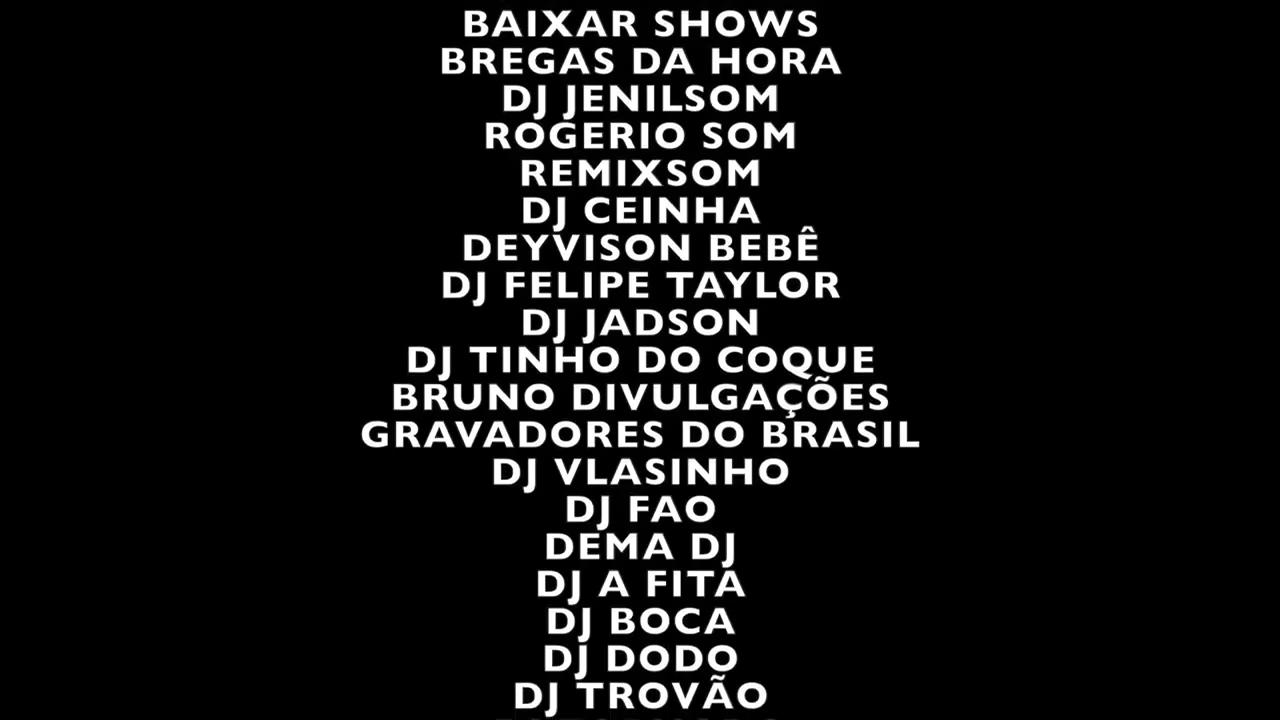 BAIXAR SHOWS
BREGAS DA HORA
DJ JENILSOM
ROGERIO SOM
REMIXSOM
DJ CEINHA
DEYVISON BEBÊ
DJ FELIPE TAYLOR
DJ JADSON
DJ TINHO DO COQUE
BRUNO DIVULGAÇÕES
GRAVADORES DO BRASIL
DJ VLASINHO
DJ FAO
DEMA DJ
DJ A FITA
DJ BOCA
DJ DODO
DJ TROVÃO